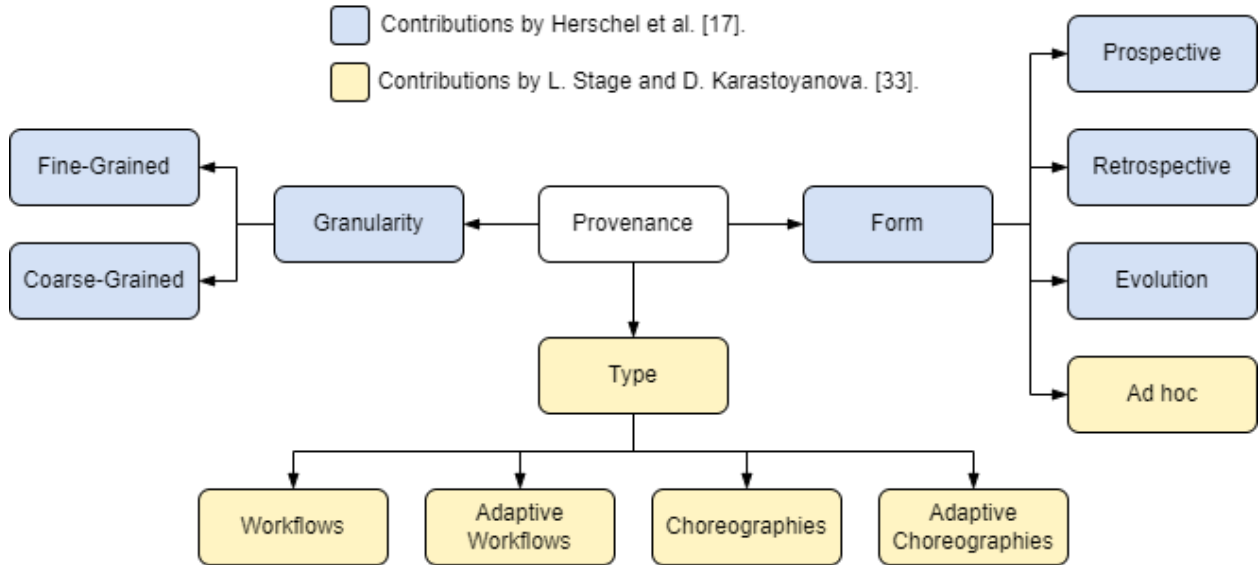 Contributions by Herschel et al. [17].
Contributions by L. Stage and D. Karastoyanova. [33].
Prospective
Fine-Grained
Retrospective
Granularity
Provenance
Form
Coarse-Grained
Evolution
Type
Ad hoc
Workflows
Adaptive
Workflows
Choreographies
Adaptive
Choreographies